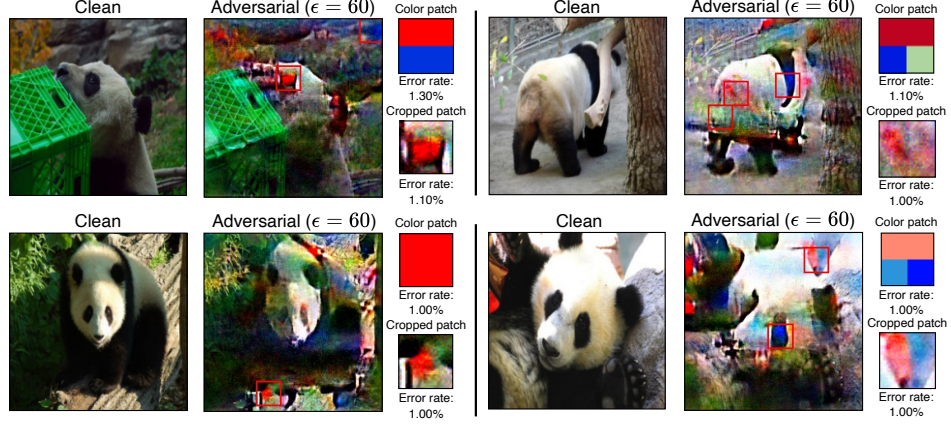 Clean
Adversarial (ϵ = 60)
Color patch
Error rate:
1.30%
Cropped patch
Error rate:
1.10%
Clean
Adversarial (ϵ = 60)
Color patch
Error rate:
1.10%
Cropped patch
Error rate:
1.00%
Clean
Adversarial (ϵ = 60)
Color patch
Error rate:
1.00%
Cropped patch
Error rate:
1.00%
Clean
Adversarial (ϵ = 60)
Color patch
Error rate:
1.00%
Cropped patch
Error rate:
1.00%